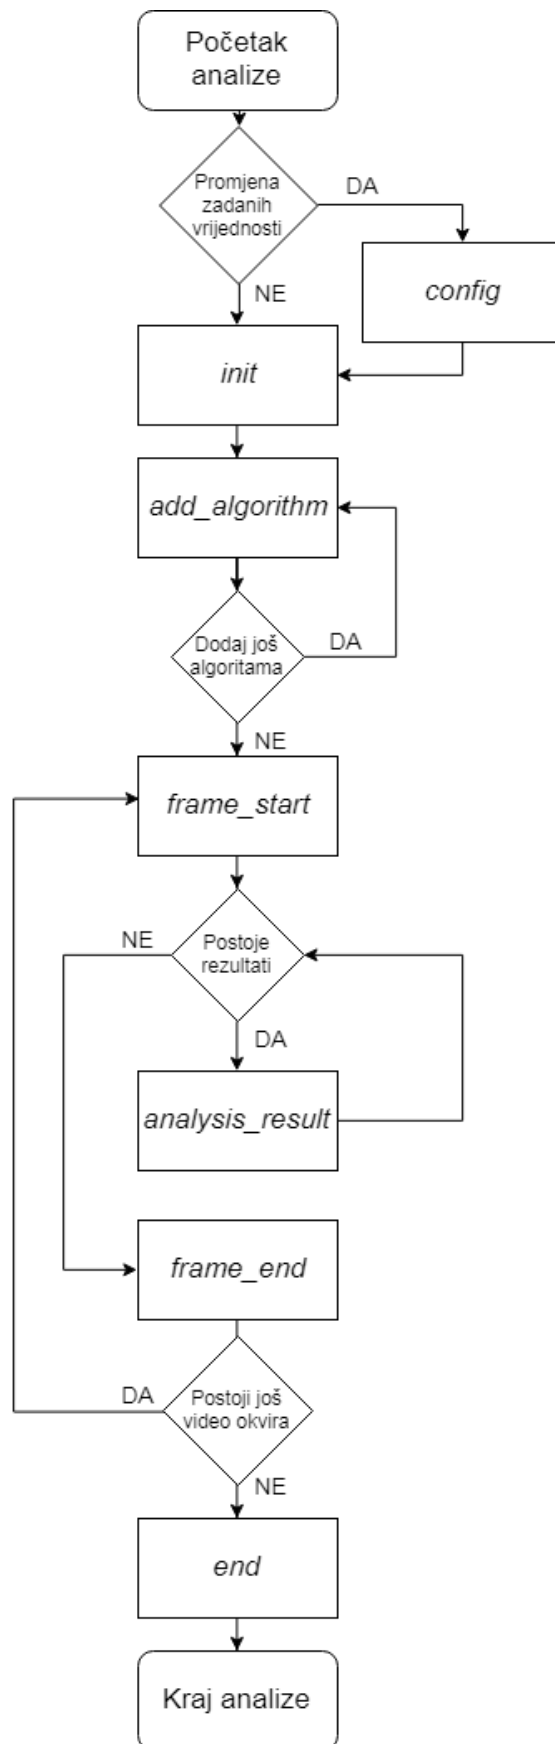 Početak
analize
Promjena
zadanih
vrijednosti
DA
config
NE
init
add_algorithm
Dodaj još
algoritama
DA
NE
frame_start
NE
Postoje
rezultati
DA
analysis_result
frame_end
DA
Postoji još
video okvira
NE
end
Kraj analize